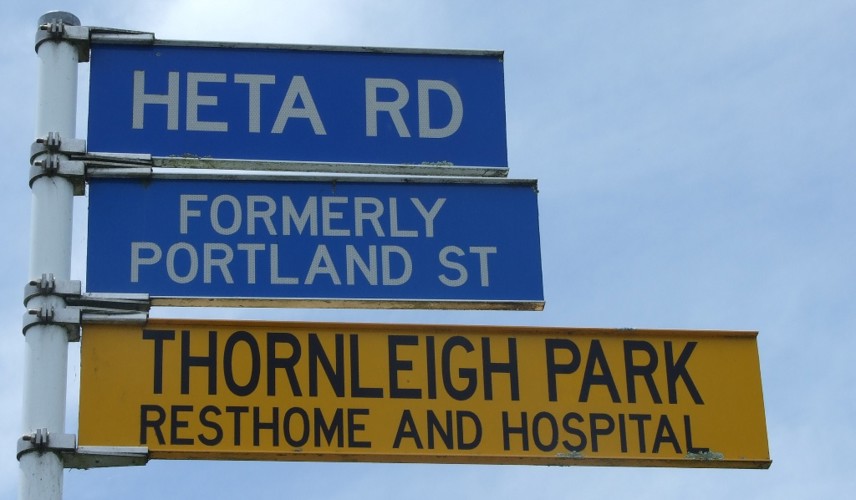 HETA RD
FORMERLY
PORTLAND ST
THORNLEIGH PARK
RESTHOME AND HOSPITAL